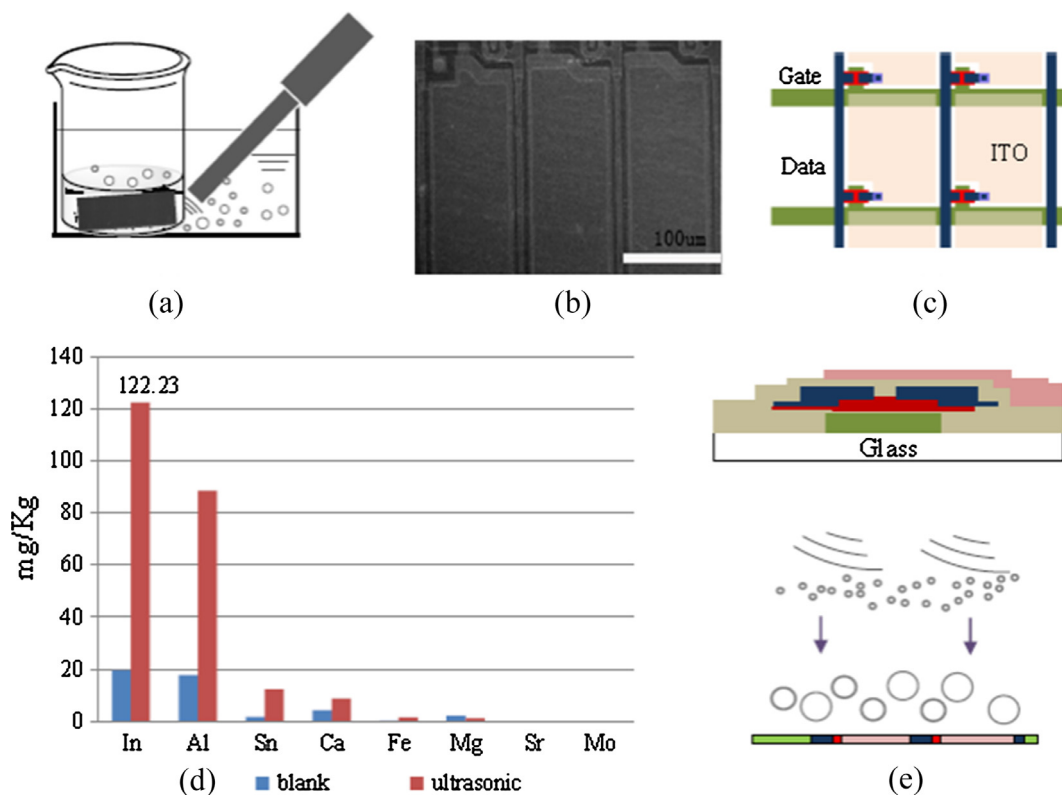 Gate
Data
ITO
100um
(a)
(b)
(c)
140
120
100
80
60
40
20
0
mg/Kg
122.23
In Al Sn Ca Fe Mg Sr Mo
blank ultrasonic
(d)
Glass
(e)